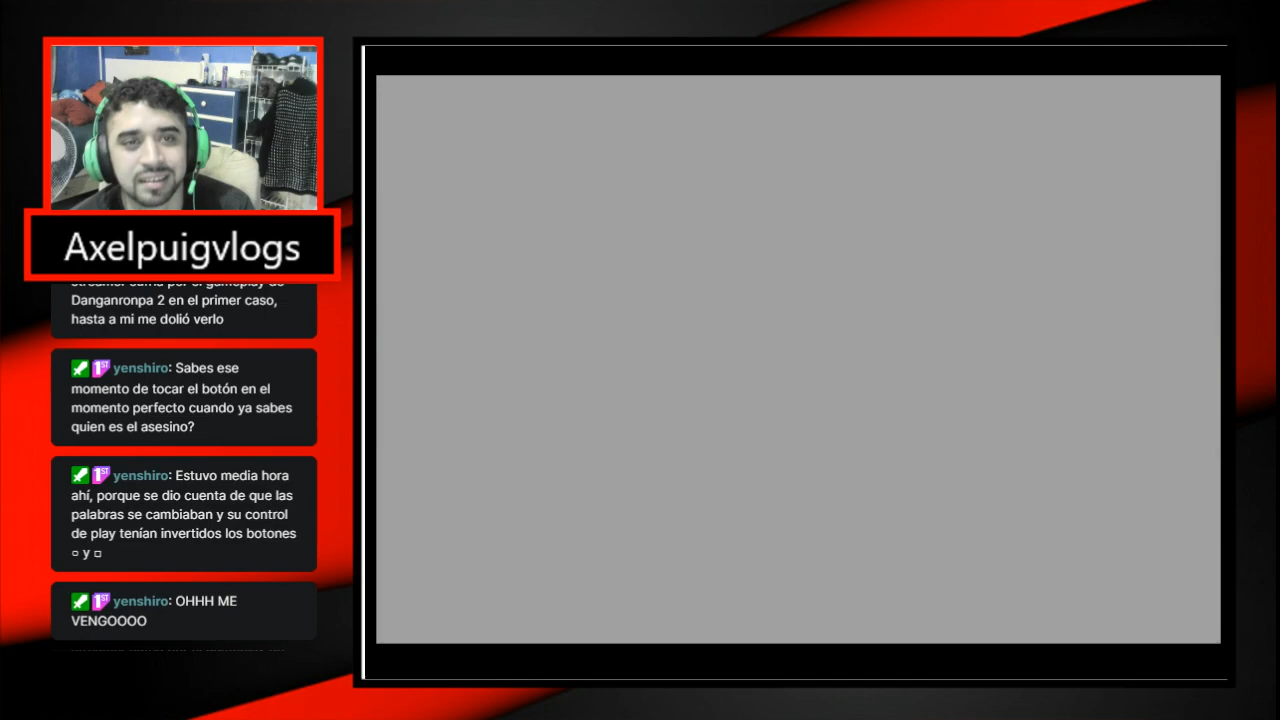 Axelpuigvlogs
Danganronpa 2 en el primer caso,
hasta a mi me dolió verlo
1ST yenshiro: Sabes ese
momento de tocar el botón en el
momento perfecto cuando ya sabes
quien es el asesino?
1ST yenshiro: Estuvo media hora
ahí, porque se dio cuenta de que las
palabras se cambiaban y su control
de play tenían invertidos los botones
▫ y □
1ST yenshiro: OHHH ME
VENGOOOO